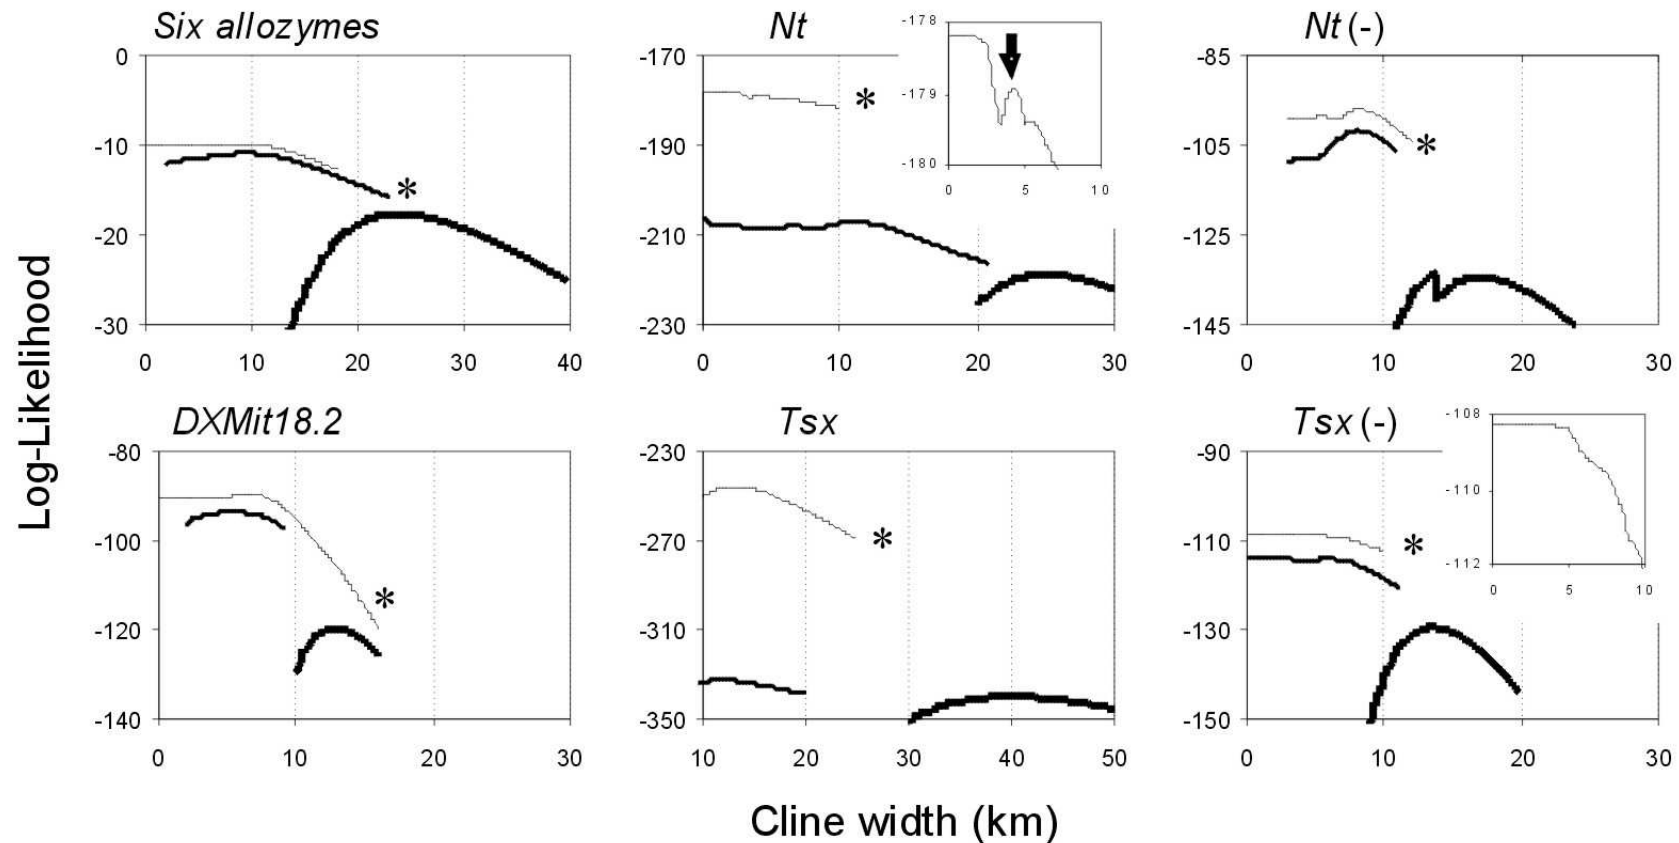 Six allozymes
0
-10
-20
-30
0 10 20 30 40
*
Nt
-170
-190
-210
-230
0 10 20 30
*
-178
-179
-180
0 5 10
Nt (-)
-85
-105
-125
-145
0 10 20 30
*
DXMit18.2
-80
-100
-120
-140
0 10 20 30
*
Tsx
-230
-270
-310
-350
10 20 30 40 50
*
Tsx (-)
-90
-110
-130
-150
0 10 20 30
*
-108
-110
-112
0 5 10
Log-Likelihood
Cline width (km)